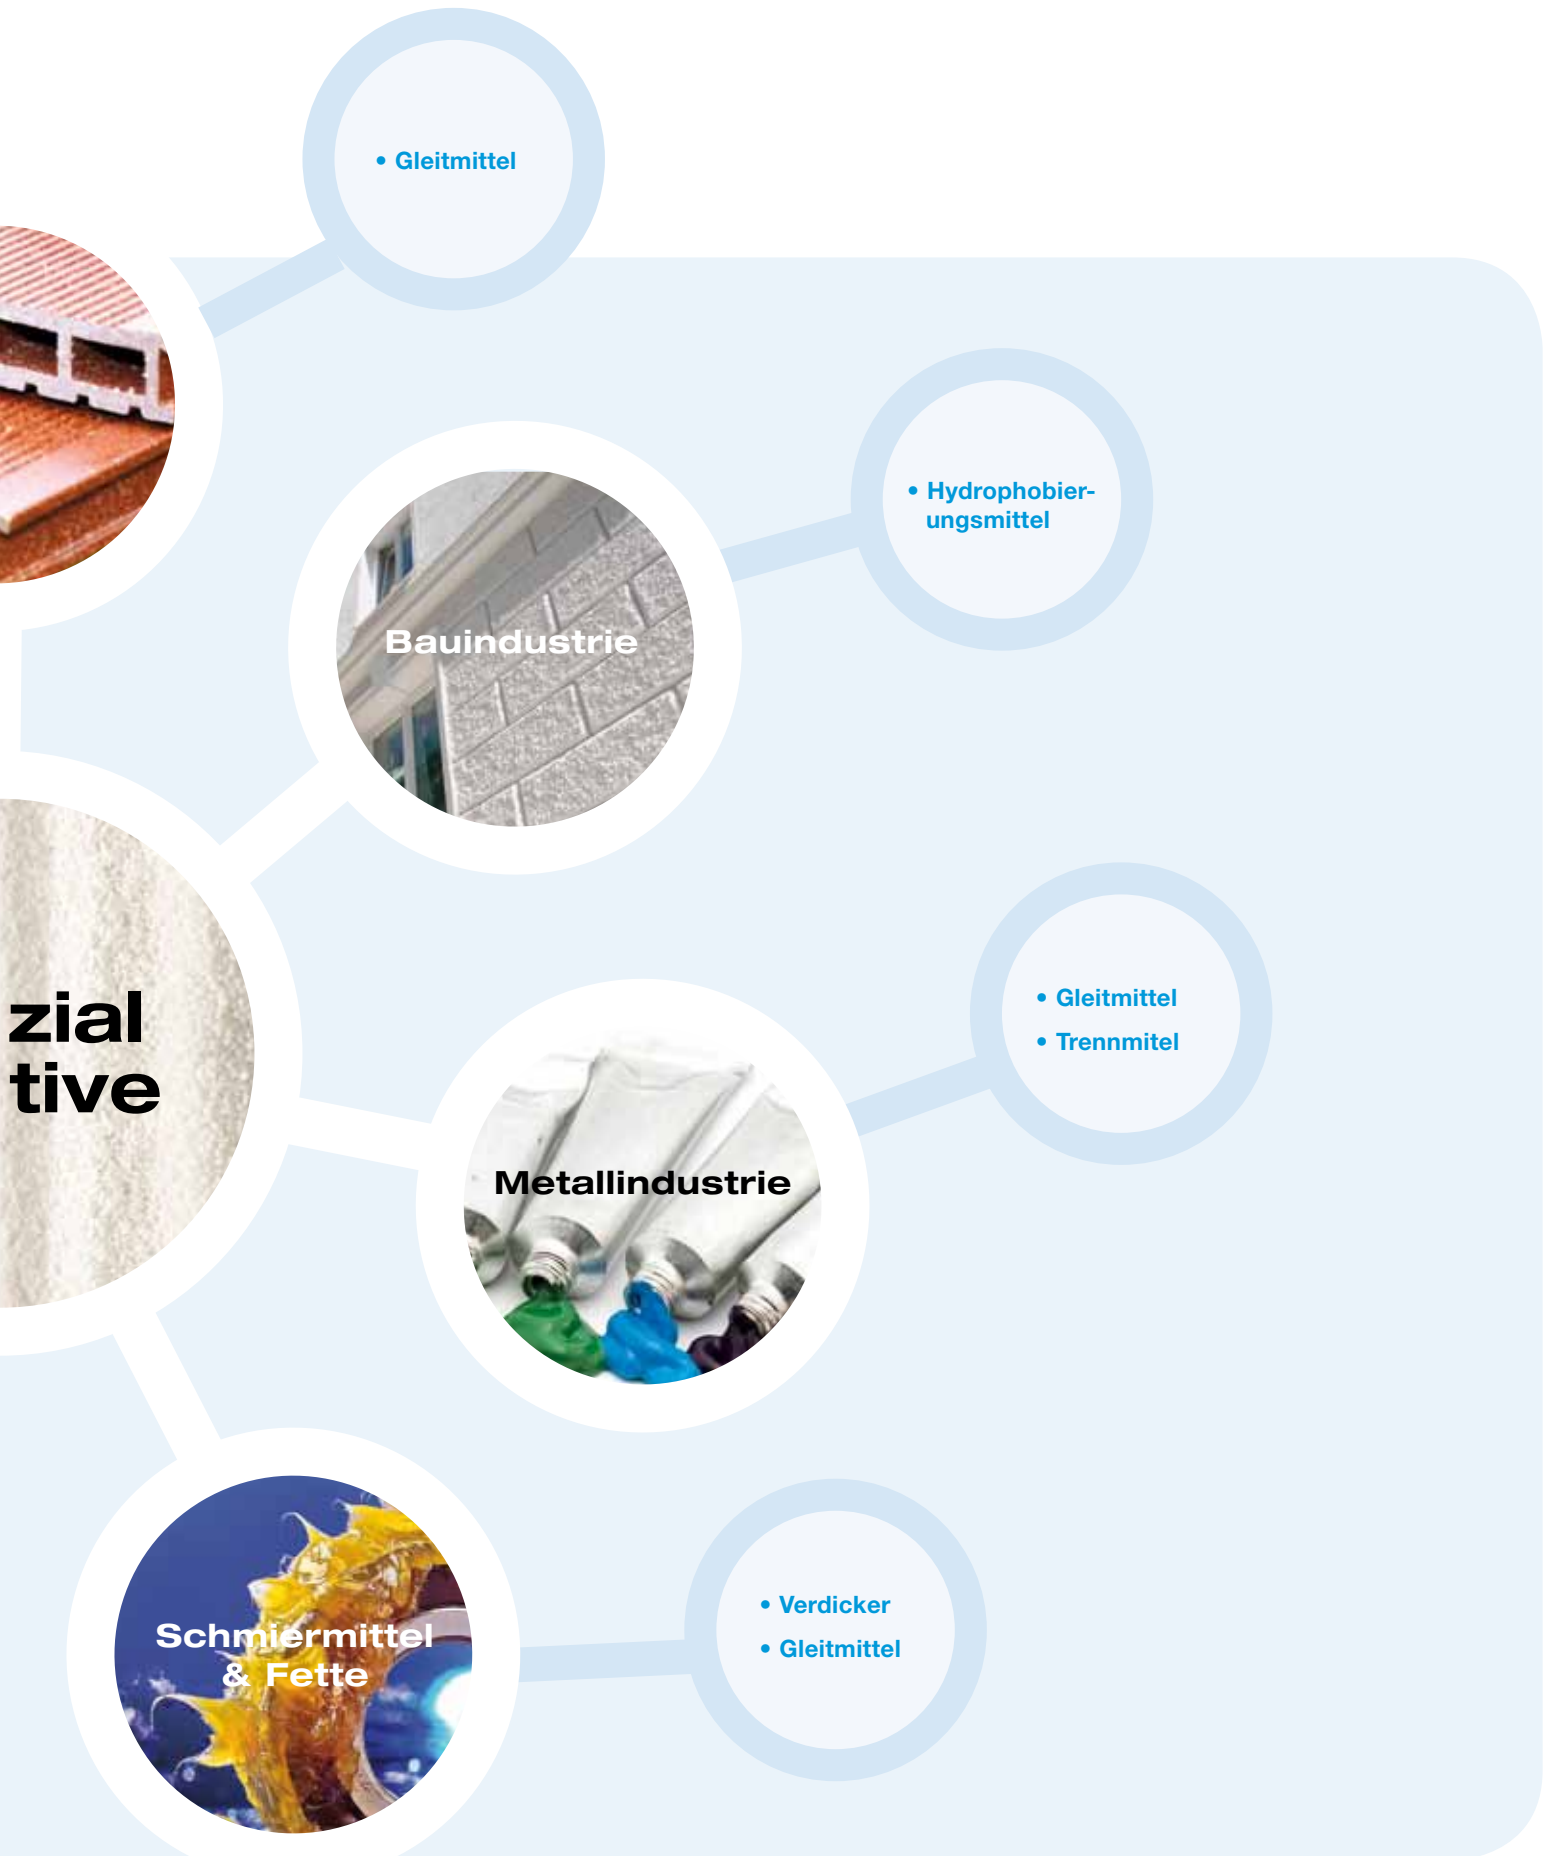 • Gleitmittel
• Hydrophobier-
ungsmittel
Bauindustrie
zial
tive
• Gleitmittel
• Trennmitel
Metallindustrie
• Verdicker
• Gleitmittel
Schmiermittel
& Fette